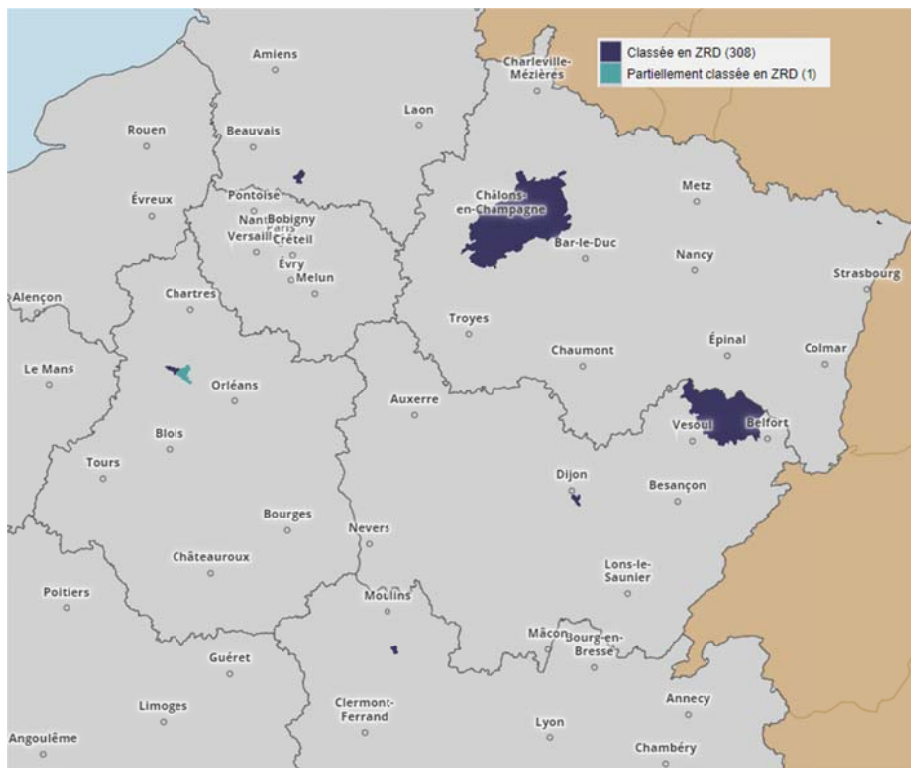 Classée en ZRD (308)
Partiellement classée en ZRD (1)
Amiens
Charleville-
Mézières
Laon
Rouen
Beauvais
Metz
Pontoise
Châlons-
en-Champagne
Évreux
Bobigny
Créteil
Bar-le-Duc
Nancy
Évry
Strasbourg
Melun
Alençon
Chartres
Troyes
Épinal
Colmar
Chaumont
Le Mans
Orléans
Auxerre
Vesoul
Belfort
Blois
Tours
Dijon
Besançon
Bourges
Nevers
Châteauroux
Lons-le-
Saunier
Poitiers
Moulins
Mâcon
Bourg-en-
Bresse
Guéret
Annecy
Limoges
Clermont-
Ferrand
Lyon
Angoulême
Chambéry